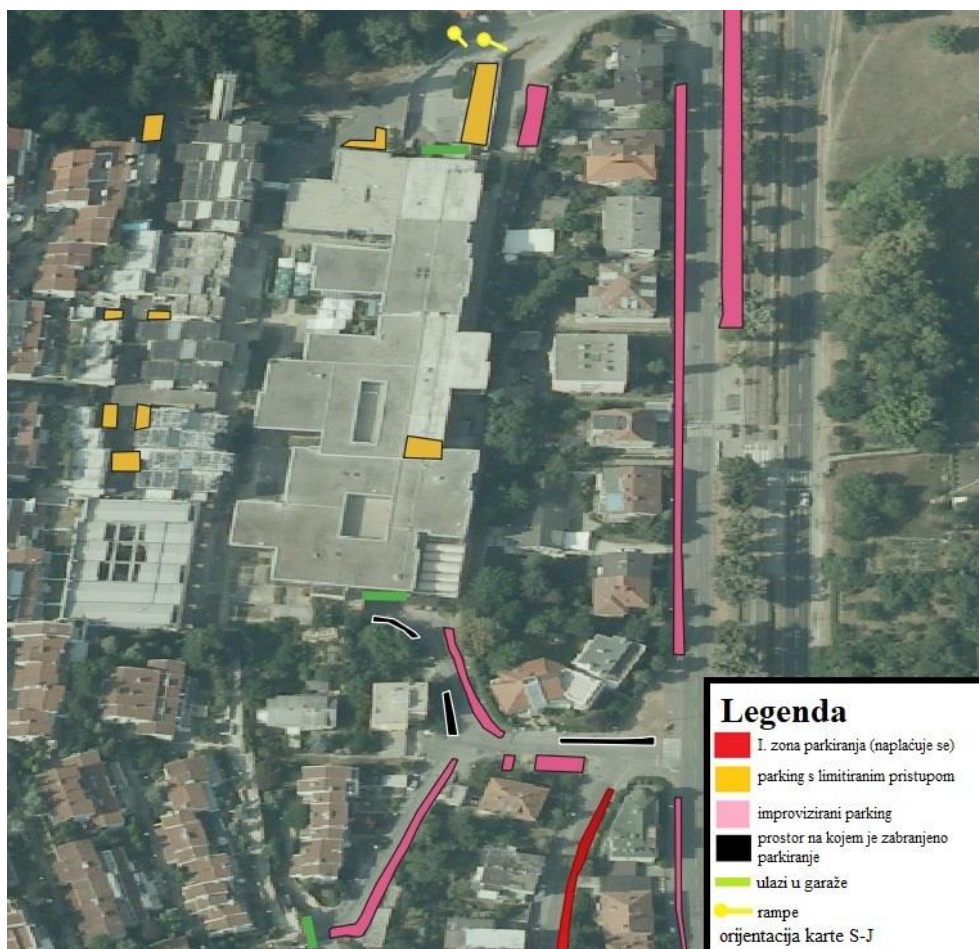 Legenda
I. zona parkiranja (naplaćuje se)
parking s limitiranim pristupom
improvizirani parking
prostor na kojem je zabranjeno
parkiranje
ulazi u garaže
rampe
orijentacija karte S-J